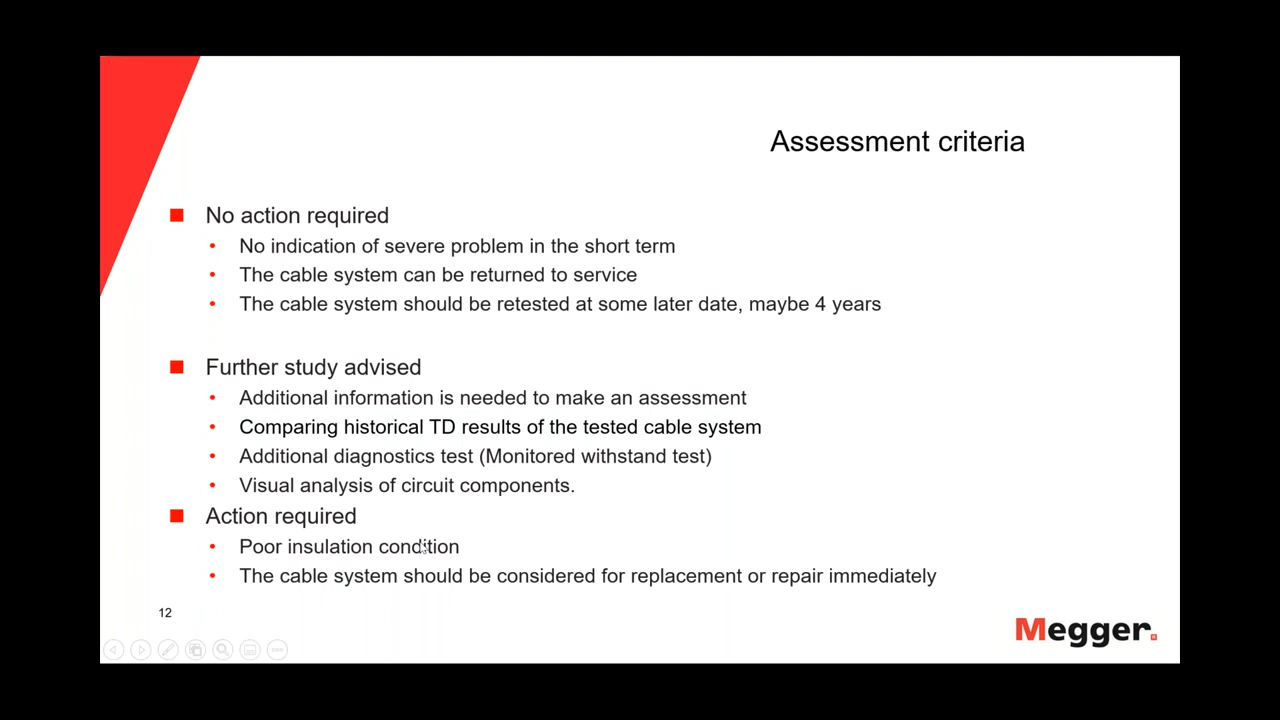 Assessment criteria
No action required
No indication of severe problem in the short term
The cable system can be returned to service
The cable system should be retested at some later date, maybe 4 years
Further study advised
Additional information is needed to make an assessment
Comparing historical TD results of the tested cable system
Additional diagnostics test (Monitored withstand test)
Visual analysis of circuit components.
Action required
Poor insulation condition
The cable system should be considered for replacement or repair immediately
12
Megger.